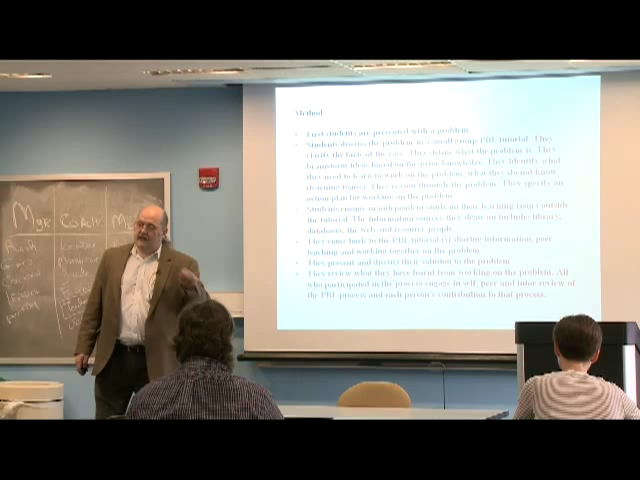 Method
First students are presented with a problem
Students discuss the problem in a small group PBL tutorial. They
clarify the facts of the case. They define what the problem is. They
brainstorm ideas based on the prior knowledge. They identify what
they need to learn to work on the problem, what they do not know
(learning issues). They reason through the problem. They specify an
action plan for working on the problem
Students engage in independent study on their learning issues outside
the tutorial. The information sources they draw on include: library,
databases, the web and resource people
They come back to the PBL tutorial (s) sharing information, peer
teaching and working together on the problem
They present and discuss their solution to the problem
They review what they have learnt from working on the problem. All
who participated in the process engage in self, peer and tutor review of
the PBL process and each person's contribution to that process.
Mgr